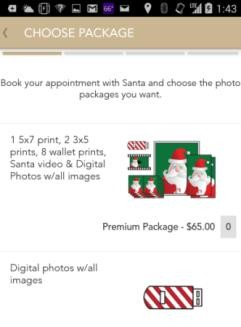 66°
1:43
CHOOSE PACKAGE
Book your appointment with Santa and choose the photo
packages you want.
1 5x7 print, 2 3x5
prints, 8 wallet prints,
Santa video & Digital
Photos w/all images
Premium Package - $65.00 0
Digital photos w/all
images